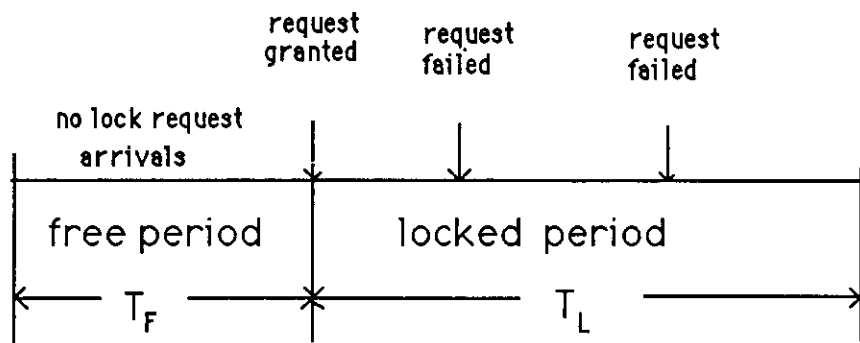 request
granted
request
failed
request
failed
no lock request
arrivals
free period
locked period
T_F
T_L